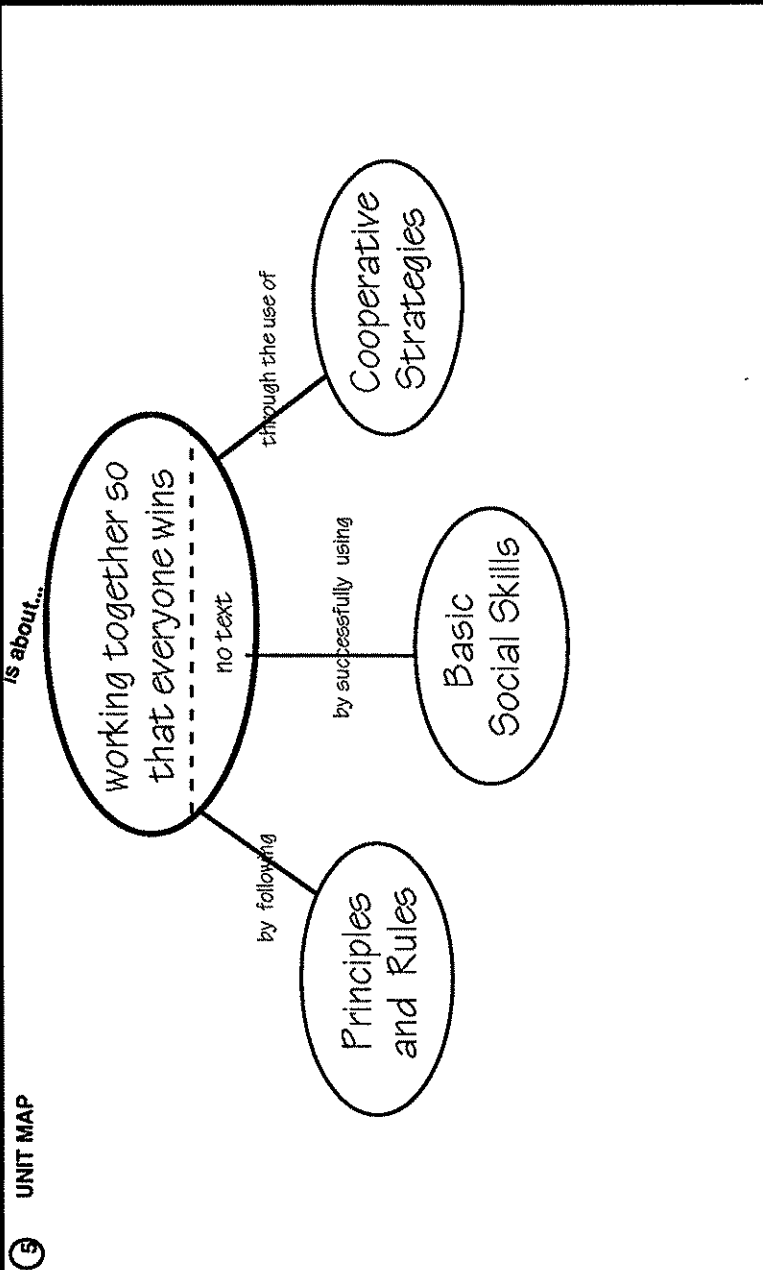 5 UNIT MAP
is about...
working together so
that everyone wins
no text
by following
by successfully using
through the use of
Principles
and Rules
Basic
Social Skills
Cooperative
Strategies